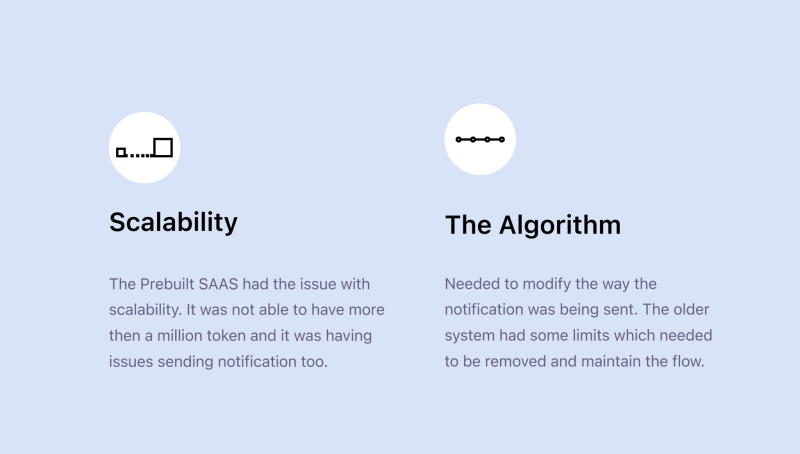 Scalability
The Prebuilt SAAS had the issue with
scalability. It was not able to have more
then a million token and it was having
issues sending notification too.
The Algorithm
Needed to modify the way the
notification was being sent. The older
system had some limits which needed
to be removed and maintain the flow.